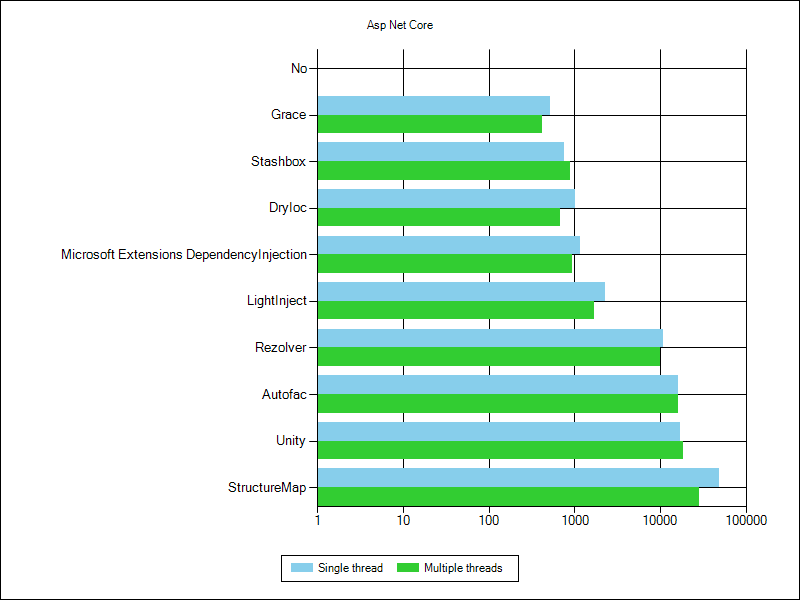 Asp Net Core
No
Grace
Stashbox
DryIoc
Microsoft Extensions DependencyInjection
LightInject
Rezolver
Autofac
Unity
StructureMap
1 10 100 1000 10000 100000
Single thread Multiple threads